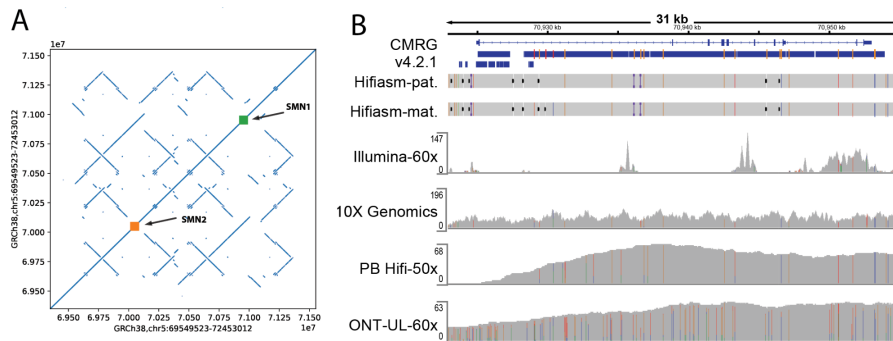 A
1e7
7.150
7.125
7.100
7.075
7.050
7.025
7.000
6.975
6.950
GRCh38,chr5:69549523-72453012
SMN1
SMN2
6.950 6.975 7.000 7.025 7.050 7.075 7.100 7.125 7.150
GRCh38,chr5:69549523-72453012
1e7
B
31 kb
70,930 kb 70,940 kb 70,950 kb
CMRG
v4.2.1
Hifiasm-pat.
Hifiasm-mat.
147
Illumina-60x
196
10X Genomics
68
PB Hifi-50x
63
ONT-UL-60x